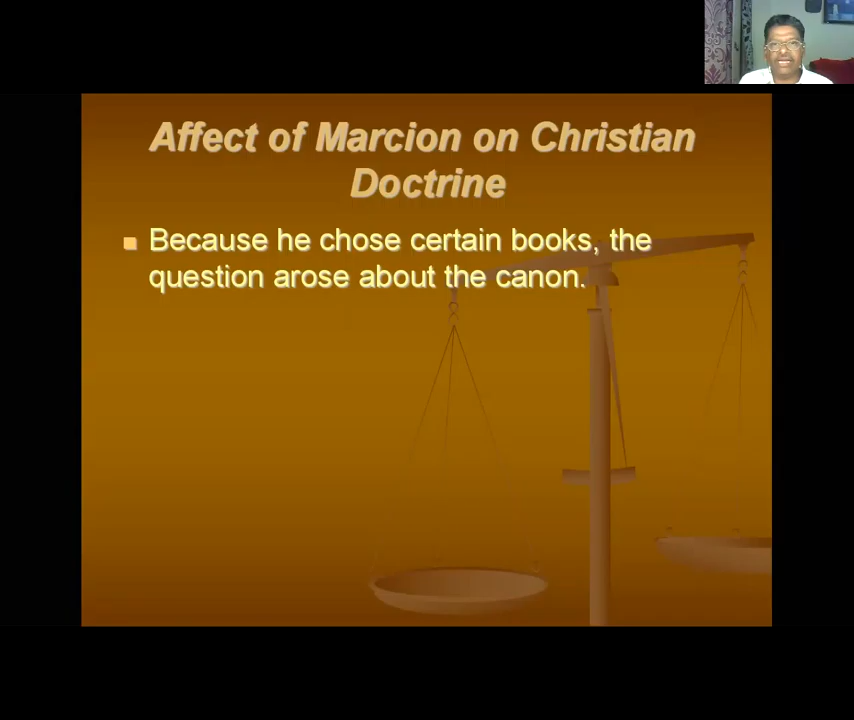 Affect of Marcion on Christian
Doctrine
Because he chose certain books, the
question arose about the canon.